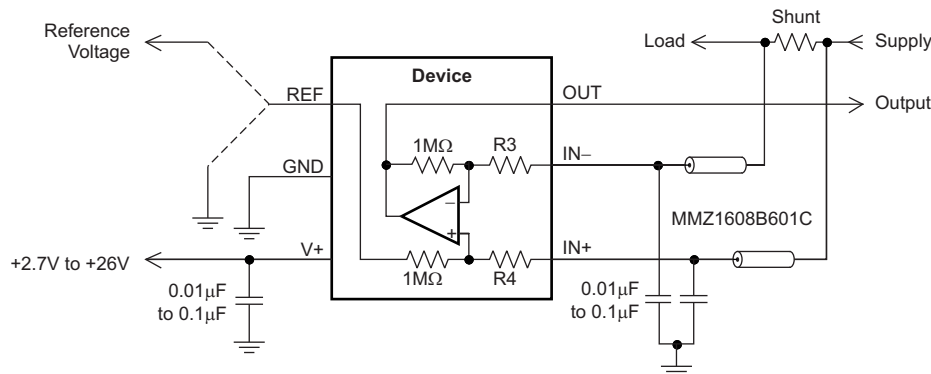 Shunt
Reference
Voltage
Load
Supply
Device
REF
OUT
Output
1MΩ
R3
IN−
GND
−
MMZ1608B601C
+
V+
IN+
+2.7V to +26V
1MΩ
R4
0.01μF
to 0.1μF
0.01μF
to 0.1μF